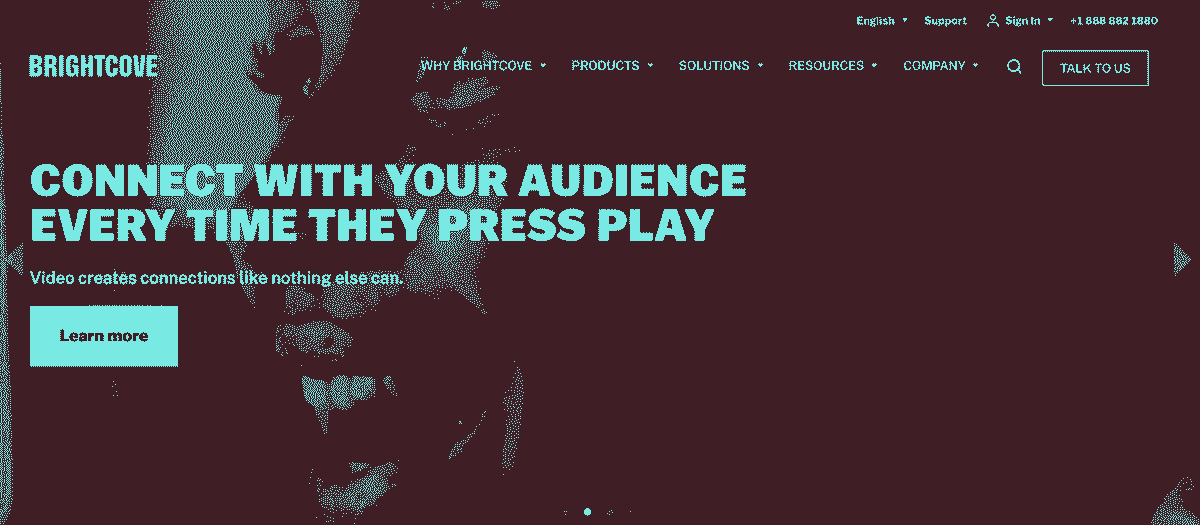 English Support Sign In +1 888 882 1880
BRIGHTCOVE WHY BRIGHTCOVE PRODUCTS SOLUTIONS RESOURCES COMPANY TALK TO US
CONNECT WITH YOUR AUDIENCE
EVERY TIME THEY PRESS PLAY
Video creates connections like nothing else can.
Learn more